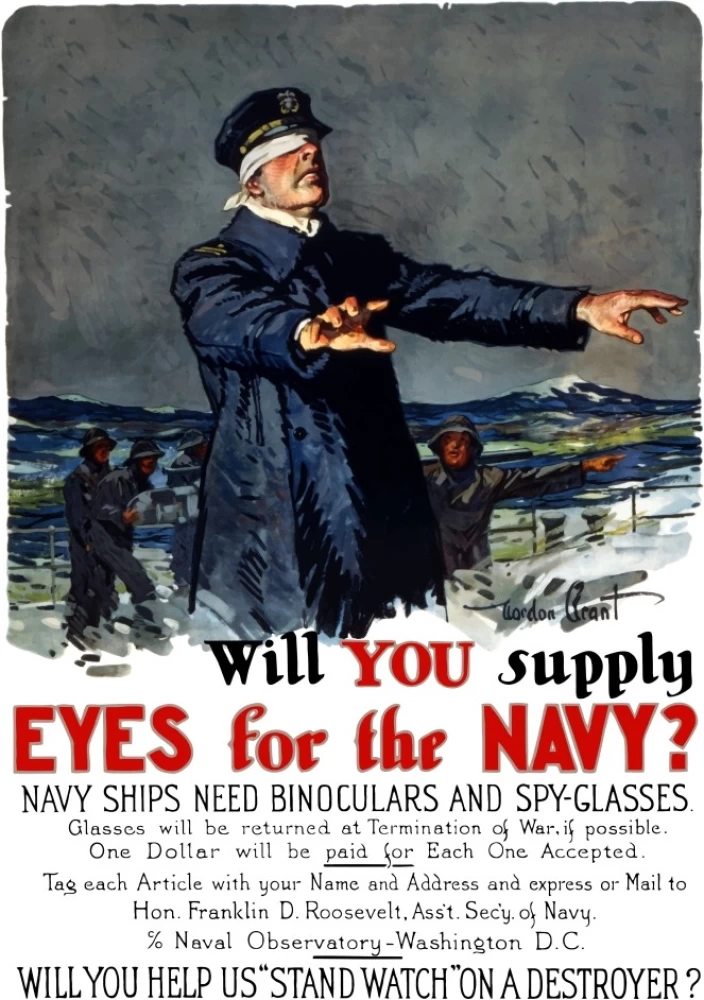 Gordon Grant
Will YOU supply
EYES for the NAVY?
NAVY SHIPS NEED BINOCULARS AND SPY-GLASSES.
Glasses will be returned at Termination of War, if possible.
One Dollar will be paid for Each One Accepted.
Tag each Article with your Name and Address and express or Mail to
Hon. Franklin D. Roosevelt, Ass't. Sec'y. of Navy.
℅ Naval Observatory-Washington D.C.
WILL YOU HELP US "STAND WATCH" ON A DESTROYER?